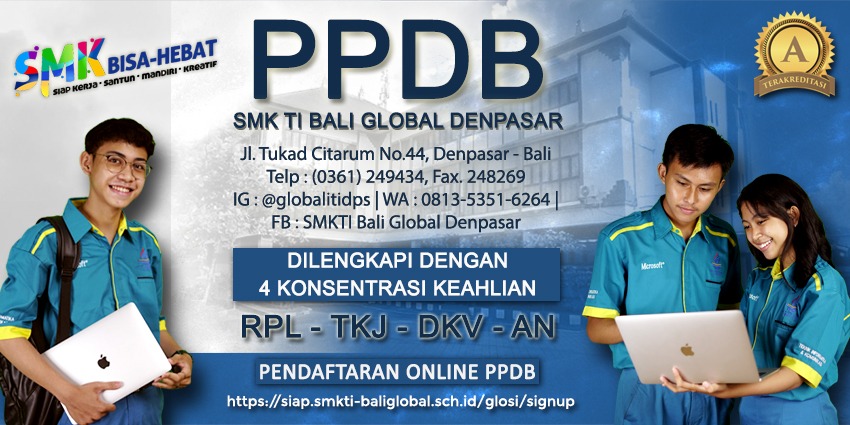 SMK BISA-HEBAT
SIAP KERJA • SANTUN • MANDIRI • KREATIF
A
TERAKREDITASI
PPDB
SMK TI BALI GLOBAL DENPASAR
Jl. Tukad Citarum No.44, Denpasar - Bali
Telp : (0361) 249434, Fax. 248269
IG : @globalitidps | WA : 0813-5351-6264 |
FB : SMKTI Bali Global Denpasar
DILENGKAPI DENGAN
4 KONSENTRASI KEAHLIAN
RPL - TKJ - DKV - AN
PENDAFTARAN ONLINE PPDB
https://siap.smkti-baliglobal.sch.id/glosi/signup
Microsoft
Microsoft